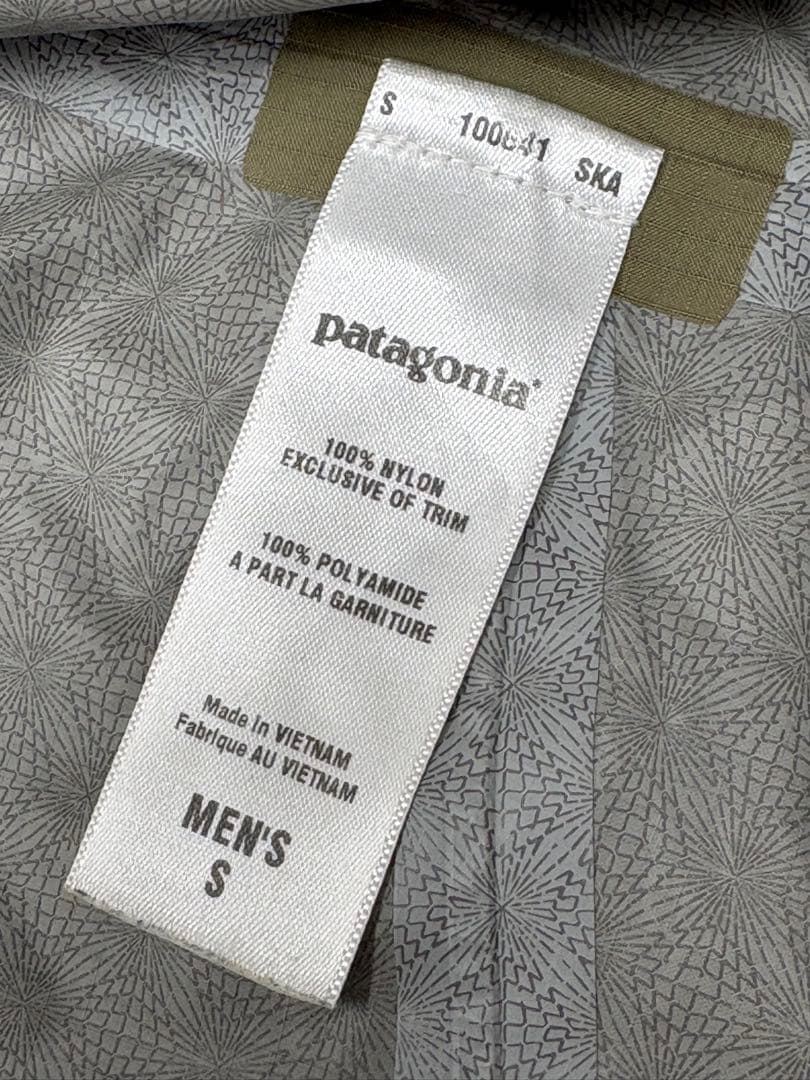 S SKA
patagonia
100% NYLON
EXCLUSIVE OF TRIM
100% POLYAMIDE
A PART LA GARNITURE
Made in VIETNAM
Fabrique AU VIETNAM
MEN'S
S